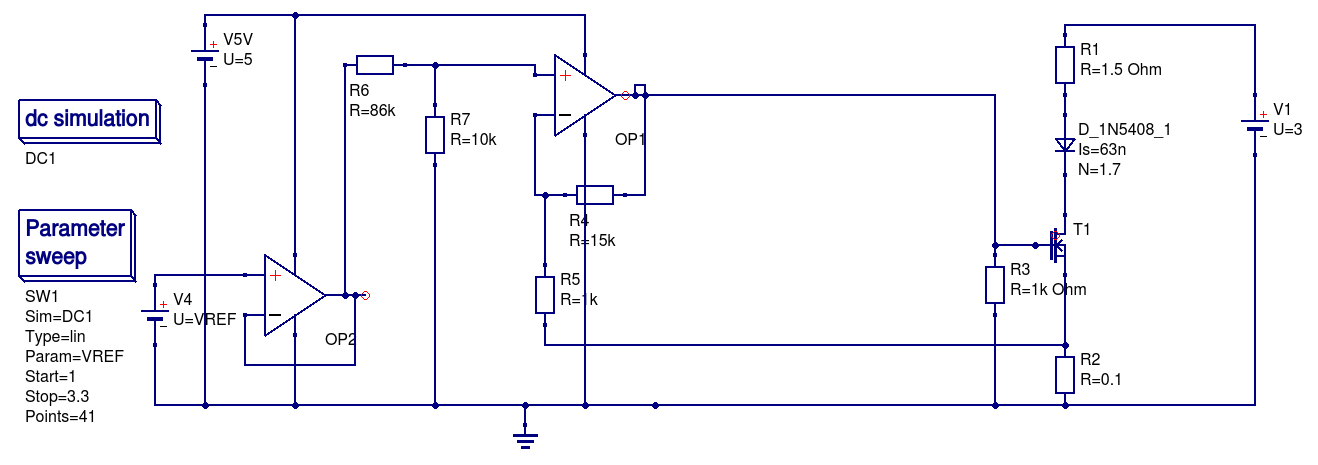 V5V
U=5
R6
R=86k
R7
R=10k
+
−
OP1
R4
R=15k
R5
R=1k
dc simulation
DC1
Parameter
sweep
SW1
Sim=DC1
Type=lin
Param=VREF
Start=1
Stop=3.3
Points=41
V4
U=VREF
+
−
OP2
R1
R=1.5 Ohm
D_1N5408_1
Is=63n
N=1.7
T1
R3
R=1k Ohm
R2
R=0.1
V1
U=3